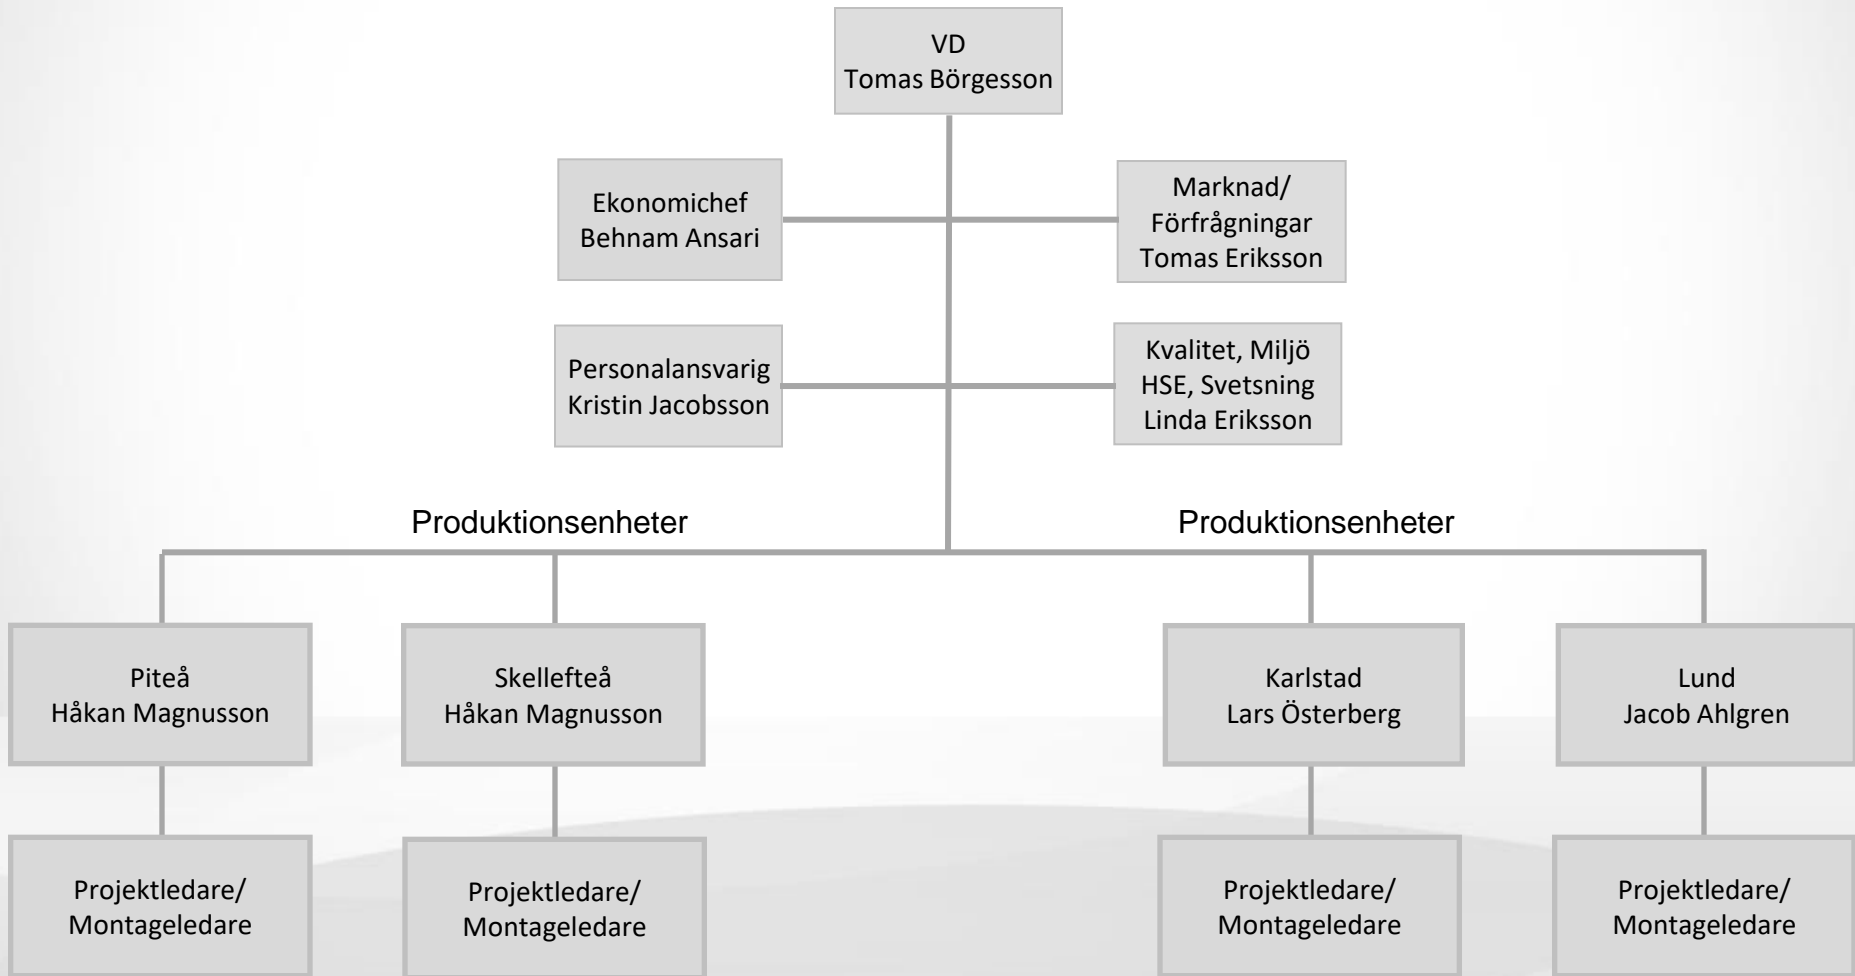 VD
Tomas Börgesson
Ekonomichef
Behnam Ansari
Marknad/
Förfrågningar
Tomas Eriksson
Personalansvarig
Kristin Jacobsson
Kvalitet, Miljö
HSE, Svetsning
Linda Eriksson
Produktionsenheter
Produktionsenheter
Piteå
Håkan Magnusson
Skellefteå
Håkan Magnusson
Karlstad
Lars Österberg
Lund
Jacob Ahlgren
Projektledare/
Montageledare
Projektledare/
Montageledare
Projektledare/
Montageledare
Projektledare/
Montageledare